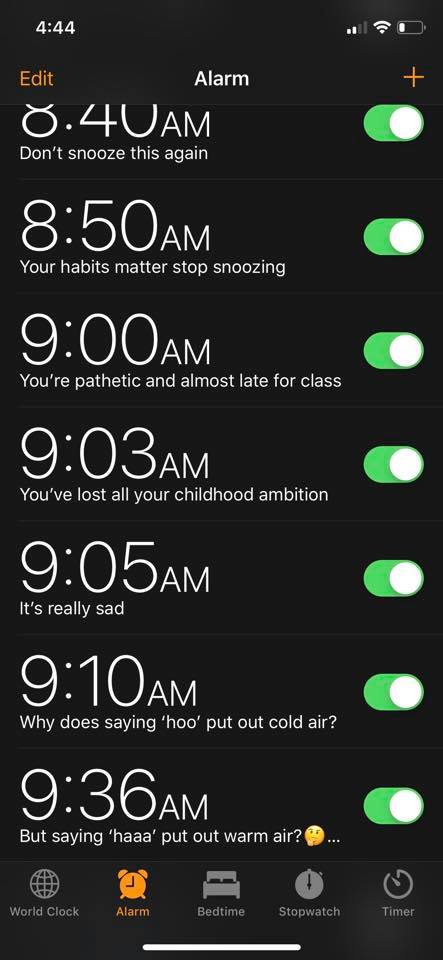 4:44
Edit
Alarm
+
8:40AM
Don’t snooze this again
8:50AM
Your habits matter stop snoozing
9:00AM
You’re pathetic and almost late for class
9:03AM
You’ve lost all your childhood ambition
9:05AM
It’s really sad
9:10AM
Why does saying ‘hoo’ put out cold air?
9:36AM
But saying ‘haaa’ put out warm air?🤔...
World Clock
Alarm
Bedtime
Stopwatch
Timer